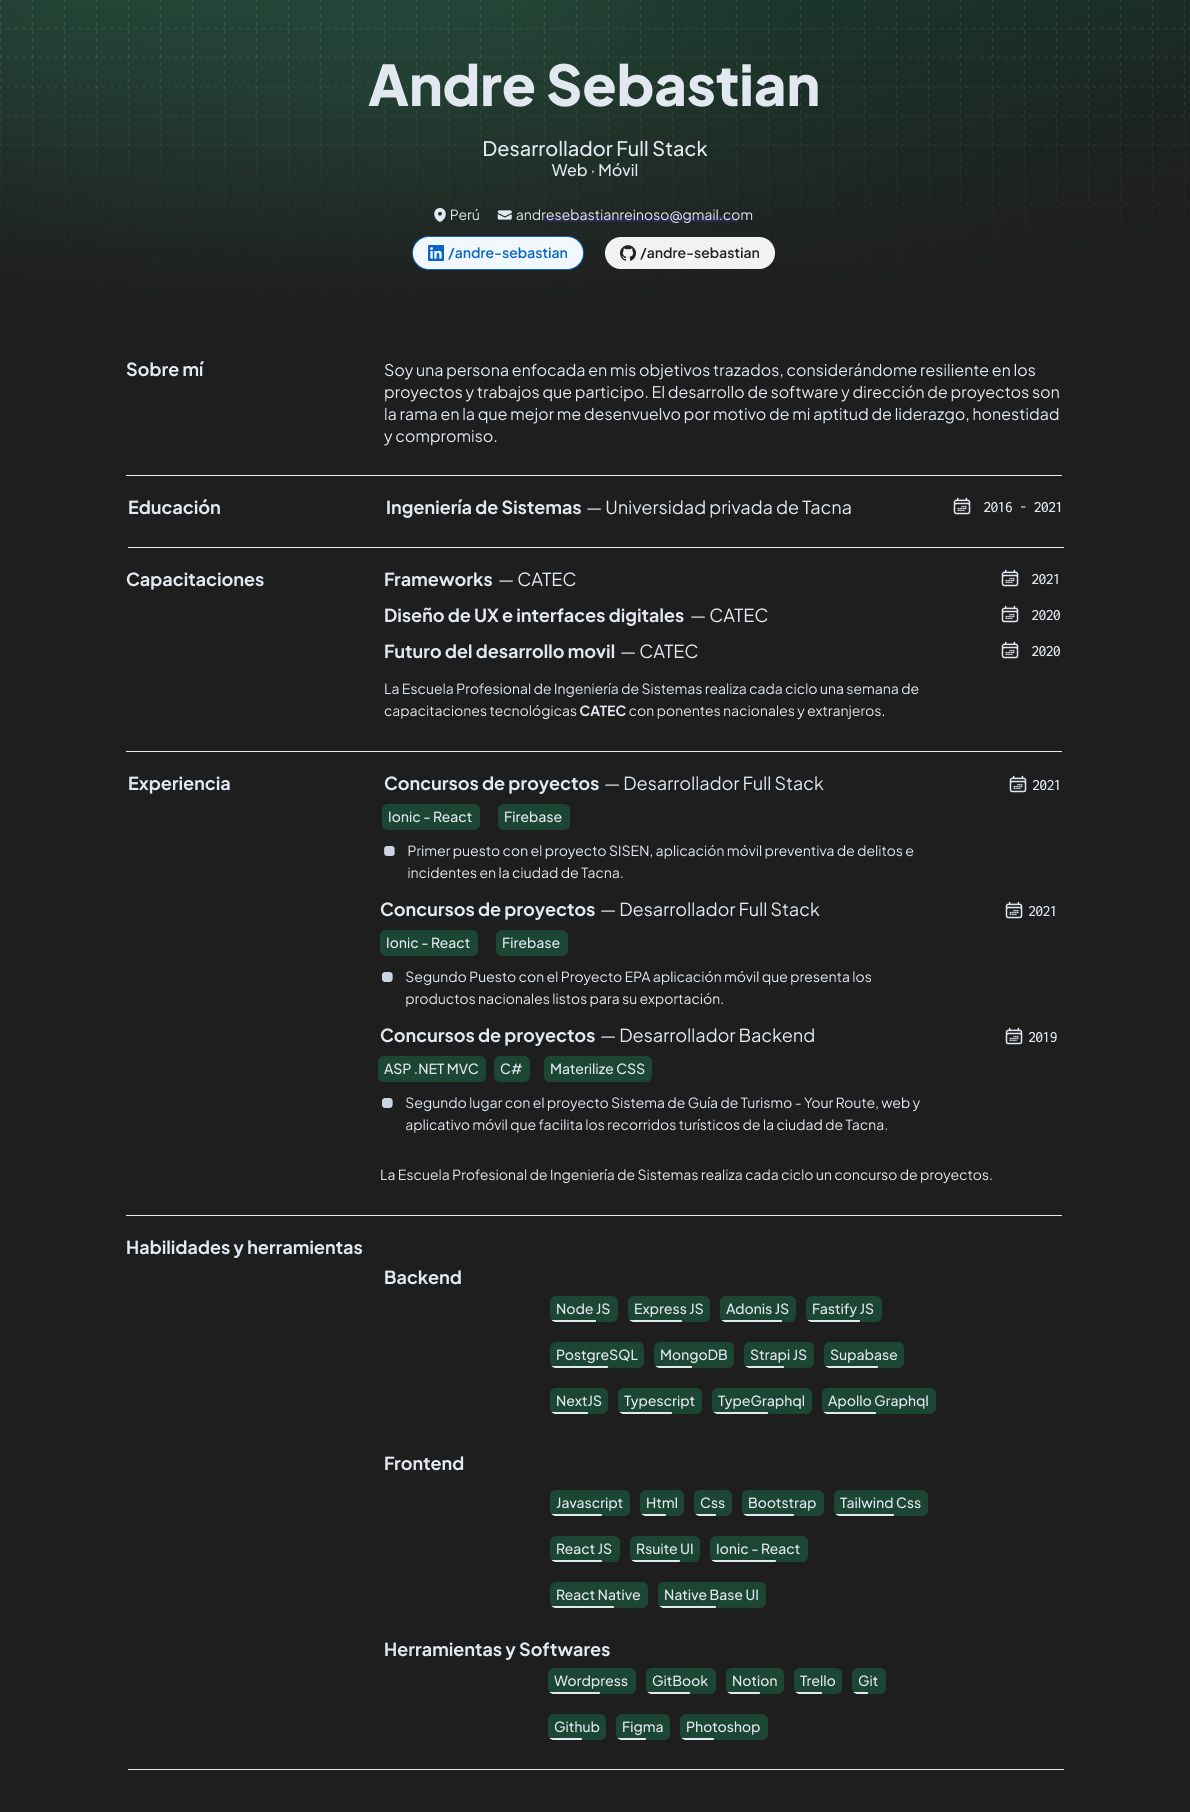 Andre Sebastian
Desarrollador Full Stack
Web · Móvil
Perú andresebastianreinoso@gmail.com
/andre-sebastian /andre-sebastian
Sobre mí
Soy una persona enfocada en mis objetivos trazados, considerándome resiliente en los
proyectos y trabajos que participo. El desarrollo de software y dirección de proyectos son
la rama en la que mejor me desenvuelvo por motivo de mi aptitud de liderazgo, honestidad
y compromiso.
Educación
Ingeniería de Sistemas — Universidad privada de Tacna 2016 - 2021
Capacitaciones
Frameworks — CATEC 2021
Diseño de UX e interfaces digitales — CATEC 2020
Futuro del desarrollo movil — CATEC 2020
La Escuela Profesional de Ingeniería de Sistemas realiza cada ciclo una semana de
capacitaciones tecnológicas CATEC con ponentes nacionales y extranjeros.
Experiencia
Concursos de proyectos — Desarrollador Full Stack 2021
Ionic - React Firebase
Primer puesto con el proyecto SISEN, aplicación móvil preventiva de delitos e
incidentes en la ciudad de Tacna.
Concursos de proyectos — Desarrollador Full Stack 2021
Ionic - React Firebase
Segundo Puesto con el Proyecto EPA aplicación móvil que presenta los
productos nacionales listos para su exportación.
Concursos de proyectos — Desarrollador Backend 2019
ASP .NET MVC C# Materilize CSS
Segundo lugar con el proyecto Sistema de Guía de Turismo - Your Route, web y
aplicativo móvil que facilita los recorridos turísticos de la ciudad de Tacna.
La Escuela Profesional de Ingeniería de Sistemas realiza cada ciclo un concurso de proyectos.
Habilidades y herramientas
Backend
Node JS Express JS Adonis JS Fastify JS
PostgreSQL MongoDB Strapi JS Supabase
NextJS Typescript TypeGraphql Apollo Graphql
Frontend
Javascript Html Css Bootstrap Tailwind Css
React JS Rsuite UI Ionic - React
React Native Native Base UI
Herramientas y Softwares
Wordpress GitBook Notion Trello Git
Github Figma Photoshop